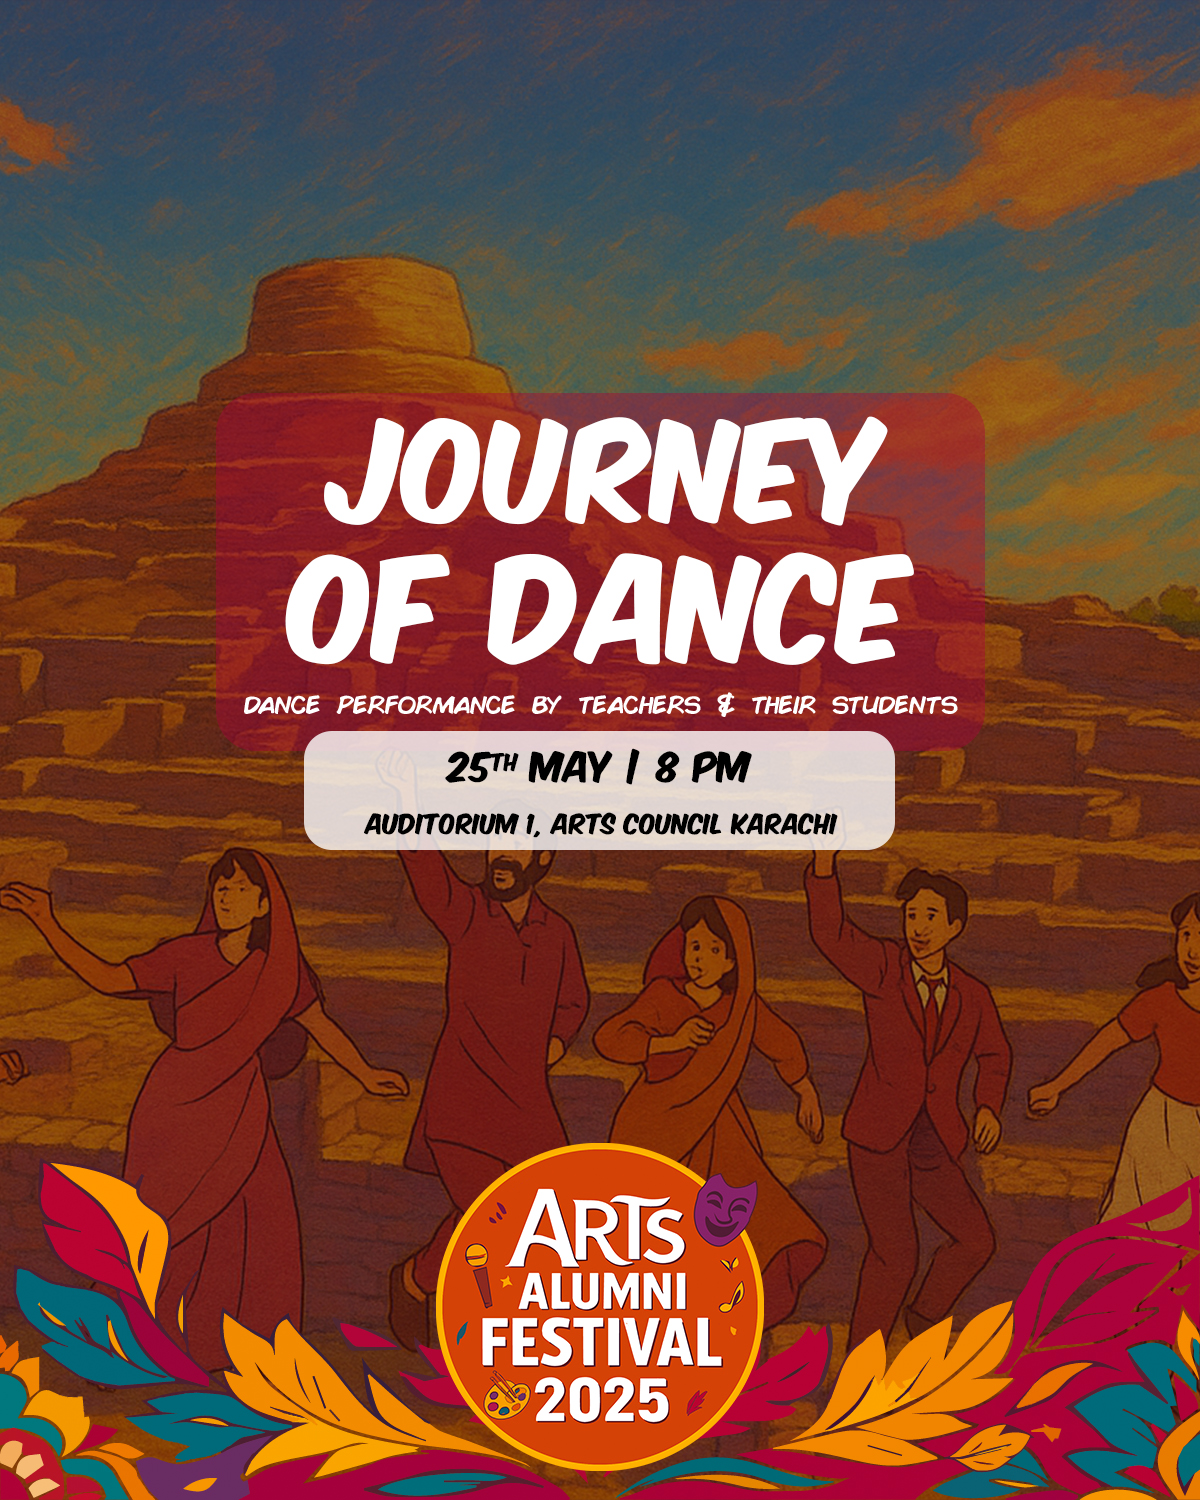 JOURNEY
OF DANCE
DANCE PERFORMANCE BY TEACHERS & THEIR STUDENTS
25TH MAY | 8 PM
AUDITORIUM 1, ARTS COUNCIL KARACHI
ARTS
ALUMNI
FESTIVAL
2025